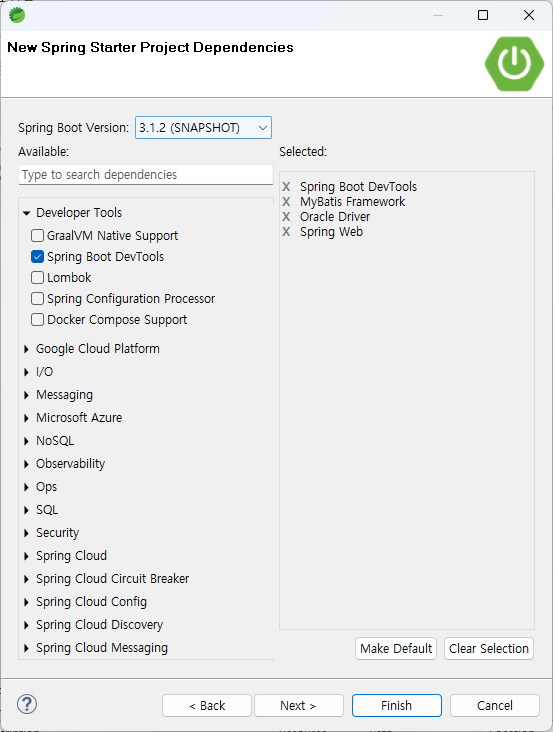 New Spring Starter Project Dependencies
Spring Boot Version: 3.1.2 (SNAPSHOT)
Available:
Type to search dependencies
Developer Tools
GraalVM Native Support
Spring Boot DevTools
Lombok
Spring Configuration Processor
Docker Compose Support
Google Cloud Platform
I/O
Messaging
Microsoft Azure
NoSQL
Observability
Ops
SQL
Security
Spring Cloud
Spring Cloud Circuit Breaker
Spring Cloud Config
Spring Cloud Discovery
Spring Cloud Messaging
Selected:
X Spring Boot DevTools
X MyBatis Framework
X Oracle Driver
X Spring Web
Make Default Clear Selection
? < Back Next > Finish Cancel